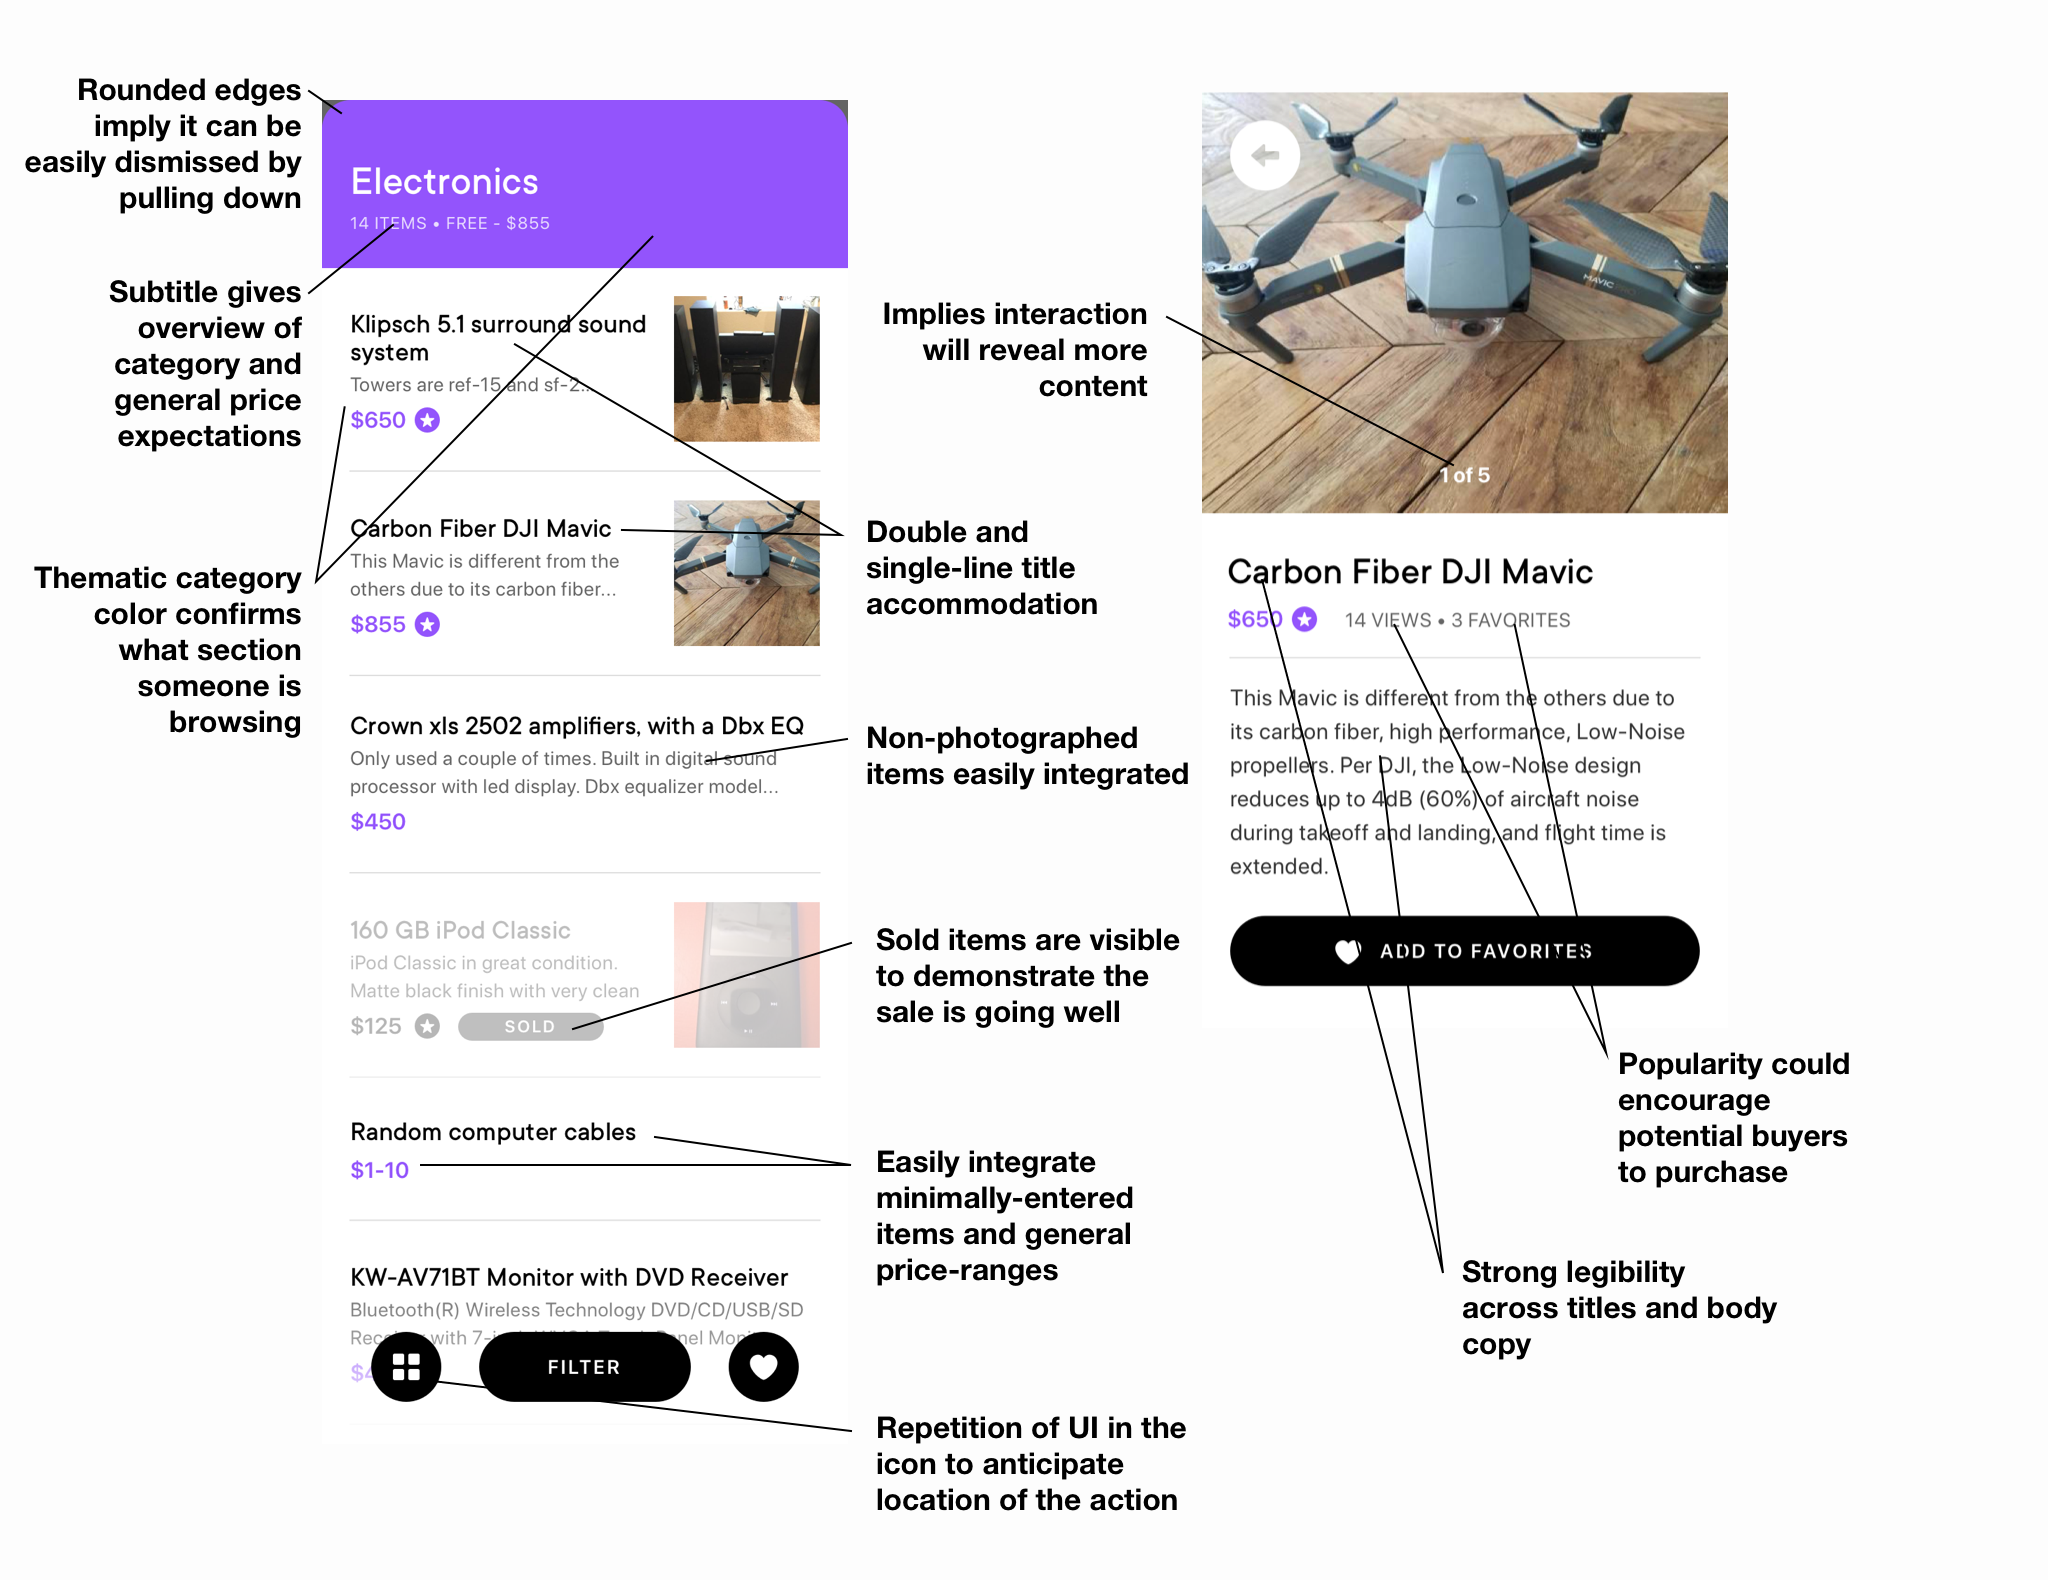 Rounded edges
imply it can be
easily dismissed by
pulling down
Subtitle gives
overview of
category and
general price
expectations
Thematic category
color confirms
what section
someone is
browsing
Electronics
14 ITEMS • FREE - $855
Klipsch 5.1 surround sound
system
Towers are ref-15 and sf-2...
$650
Carbon Fiber DJI Mavic
This Mavic is different from the
others due to its carbon fiber...
$855
Crown xls 2502 amplifiers, with a Dbx EQ
Only used a couple of times. Built in digital sound
processor with led display. Dbx equalizer model...
$450
160 GB iPod Classic
iPod Classic in great condition.
Matte black finish with very clean
$125 SOLD
Random computer cables
$1-10
KW-AV71BT Monitor with DVD Receiver
Bluetooth(R) Wireless Technology DVD/CD/USB/SD
with 7-
FILTER
Implies interaction
will reveal more
content
Double and
single-line title
accommodation
Non-photographed
items easily integrated
Sold items are visible
to demonstrate the
sale is going well
Easily integrate
minimally-entered
items and general
price-ranges
Repetition of UI in the
icon to anticipate
location of the action
MAVIC
1 of 5
Carbon Fiber DJI Mavic
$650 14 VIEWS • 3 FAVORITES
This Mavic is different from the others due to
its carbon fiber, high performance, Low-Noise
propellers. Per DJI, the Low-Noise design
reduces up to 4dB (60%) of aircraft noise
during takeoff and landing, and flight time is
extended.
ADD TO FAVORITES
Popularity could
encourage
potential buyers
to purchase
Strong legibility
across titles and body
copy